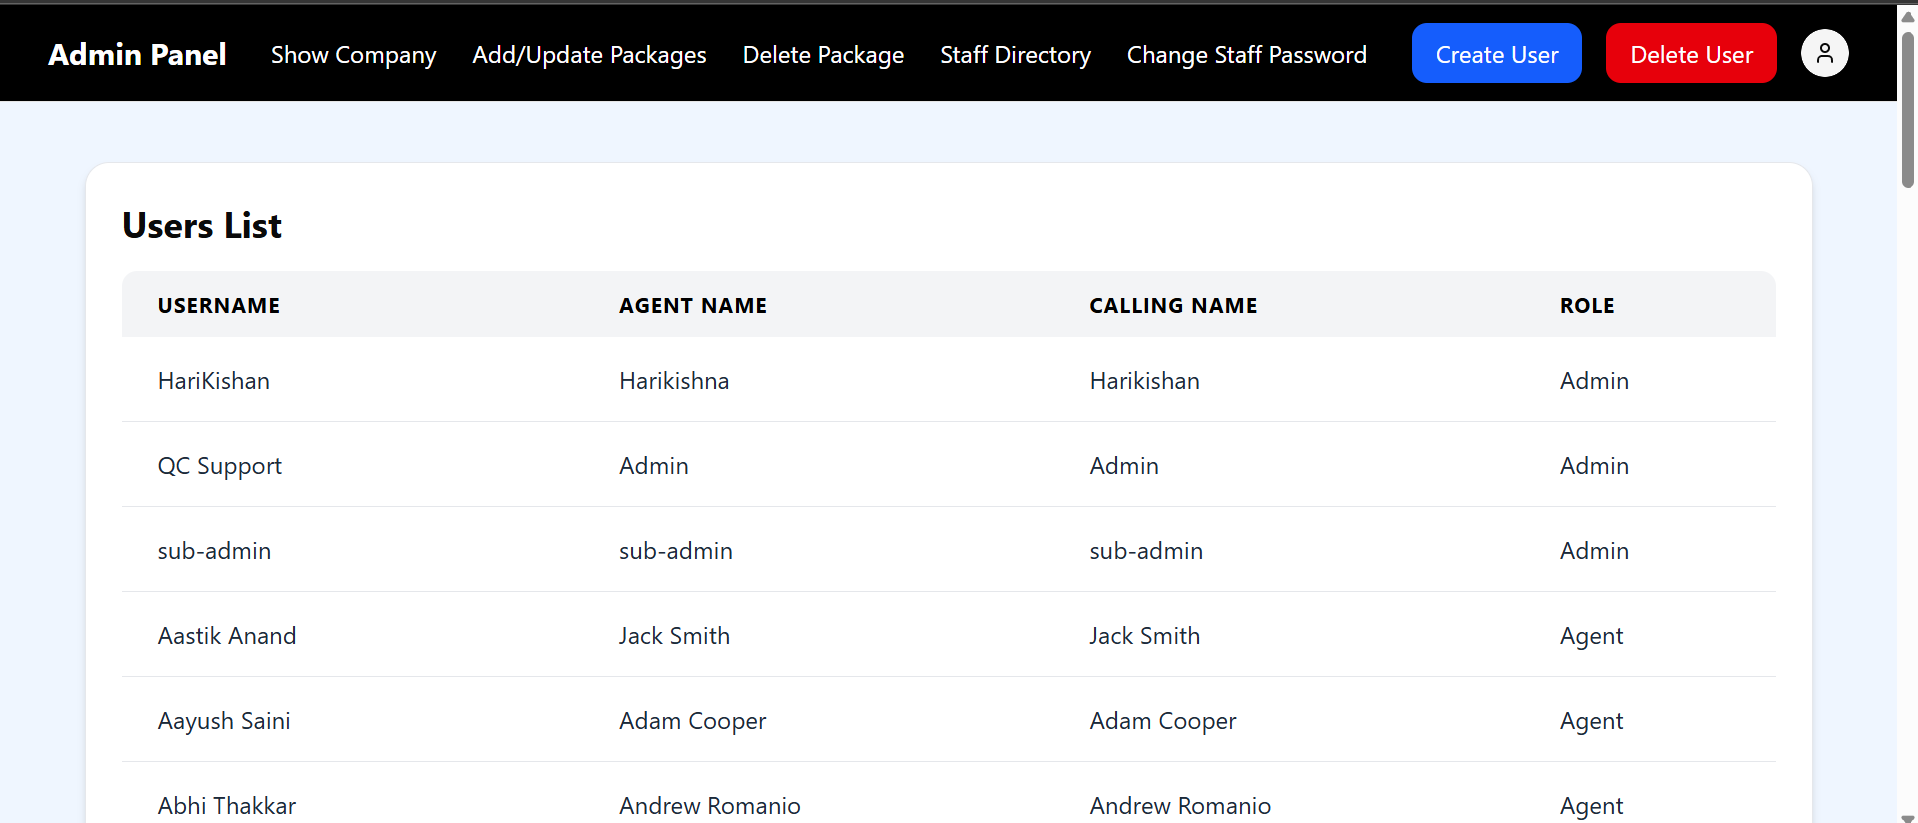 Admin Panel Show Company Add/Update Packages Delete Package Staff Directory Change Staff Password Create User Delete User
Users List
USERNAME AGENT NAME CALLING NAME ROLE
HariKishan Harikishna Harikishan Admin
QC Support Admin Admin Admin
sub-admin sub-admin sub-admin Admin
Aastik Anand Jack Smith Jack Smith Agent
Aayush Saini Adam Cooper Adam Cooper Agent
Abhi Thakkar Andrew Romanio Andrew Romanio Agent